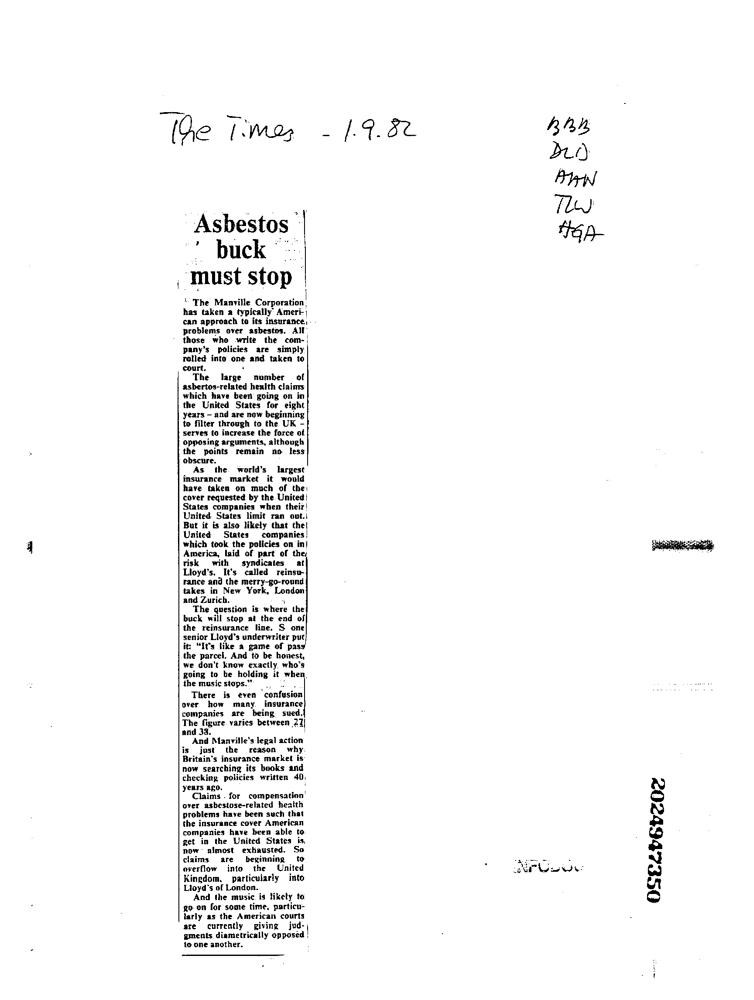 The Times - 1.9.82
BBB
DLO
AAW
TLW
HGA
Asbestos
buck
must stop
The Manville Corporation
has taken a typically Ameri-
can approach to its insurance
problems over asbestos. All
those who write the com-
pany's policies are simply
rolled into one and taken to
court.
The large number of
asbertos-related health claims
which have been going on in
the United States for eight
years – and are now beginning
to filter through to the UK –
serves to increase the force of
opposing arguments, although
the points remain no less
obscure.
As the world's largest
insurance market it would
have taken on much of the
cover requested by the United
States companies when their
United States limit ran out.
But it is also likely that the
United States companies
which took the policies on in
America, laid of part of the
risk with syndicates at
Lloyd's. It's called reinsu-
rance and the merry-go-round
takes in New York, London
and Zurich.
The question is where the
buck will stop at the end of
the reinsurance line. S one
senior Lloyd's underwriter put
it: "It's like a game of pass
the parcel. And to be honest,
we don't know exactly who's
going to be holding it when
the music stops."
There is even confusion
over how many insurance
companies are being sued.
The figure varies between 27
and 38.
And Manville's legal action
is just the reason why
Britain's insurance market is
now searching its books and
checking policies written 40
years ago.
Claims for compensation
over asbestose-related health
problems have been such that
the insurance cover American
companies have been able to
get in the United States is
now almost exhausted. So
claims are beginning to
overflow into the United
Kingdom, particularly into
Lloyd's of London.
And the music is likely to
go on for some time, particu-
larly as the American courts
are currently giving jud-
gments diametrically opposed
to one another.
2024947350